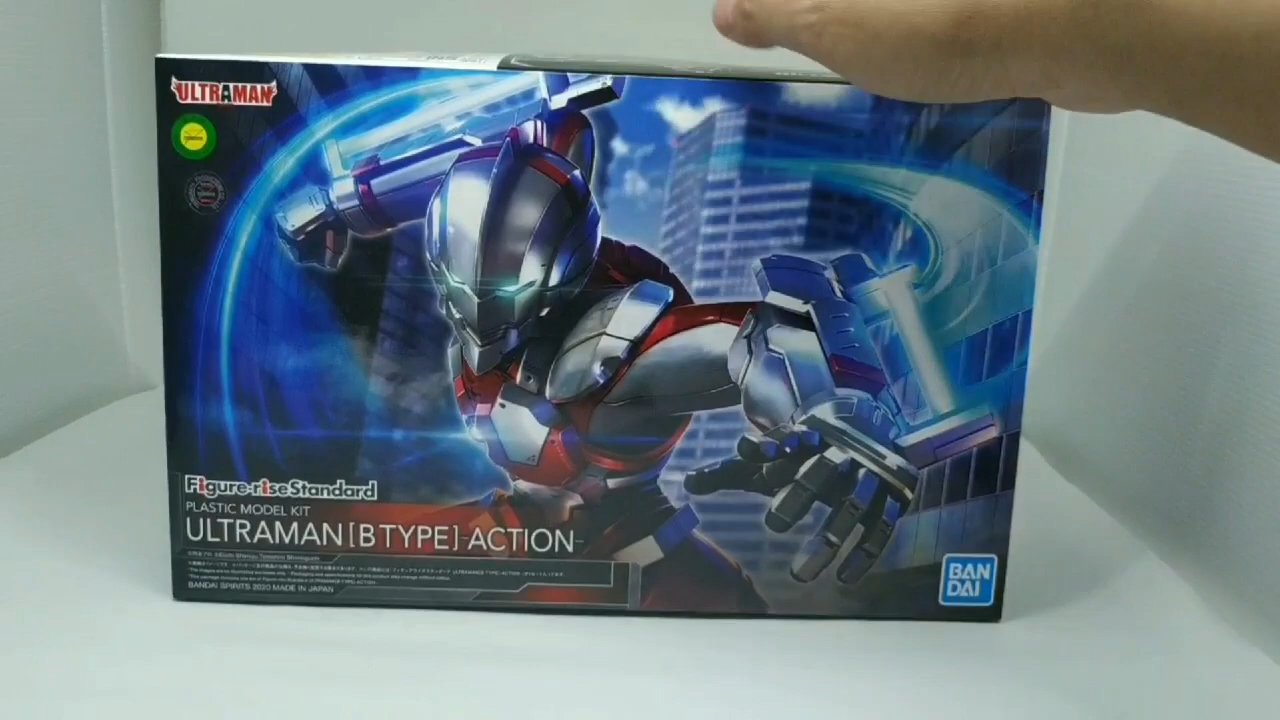 ULTRAMAN
Figure-riseStandard
PLASTIC MODEL KIT
ULTRAMAN [B TYPE] -ACTION-
BANDAI SPIRITS 2020 MADE IN JAPAN
BAN
DAI